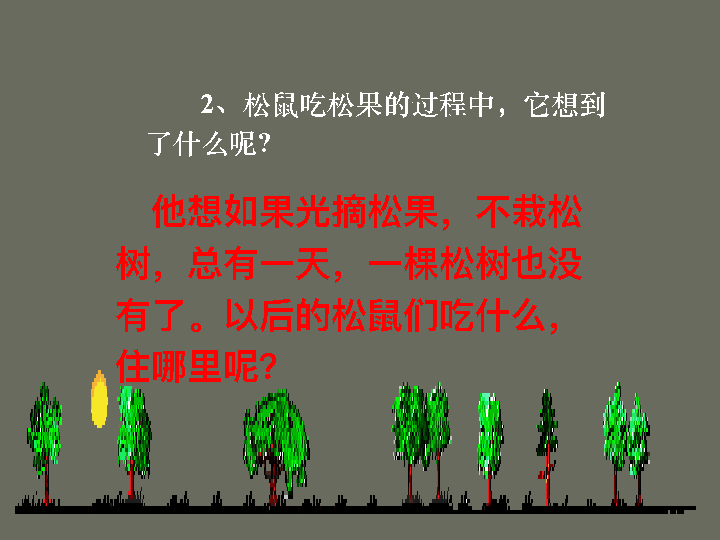 2、松鼠吃松果的过程中，它想到
了什么呢？
他想如果光摘松果，不栽松
树，总有一天，一棵松树也没
有了。以后的松鼠们吃什么，
住哪里呢？